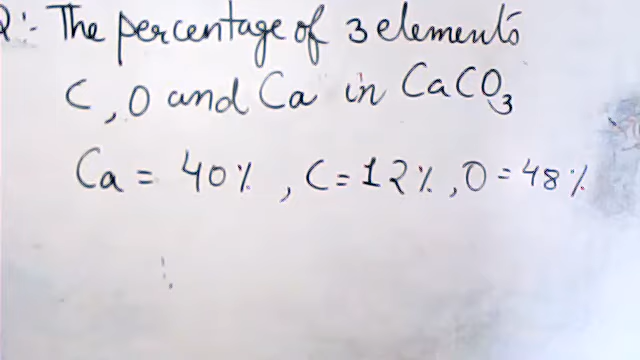 Q:- The percentage of 3 elements
C, O and Ca in CaCO₃
Ca = 40%, C = 12%, O = 48%